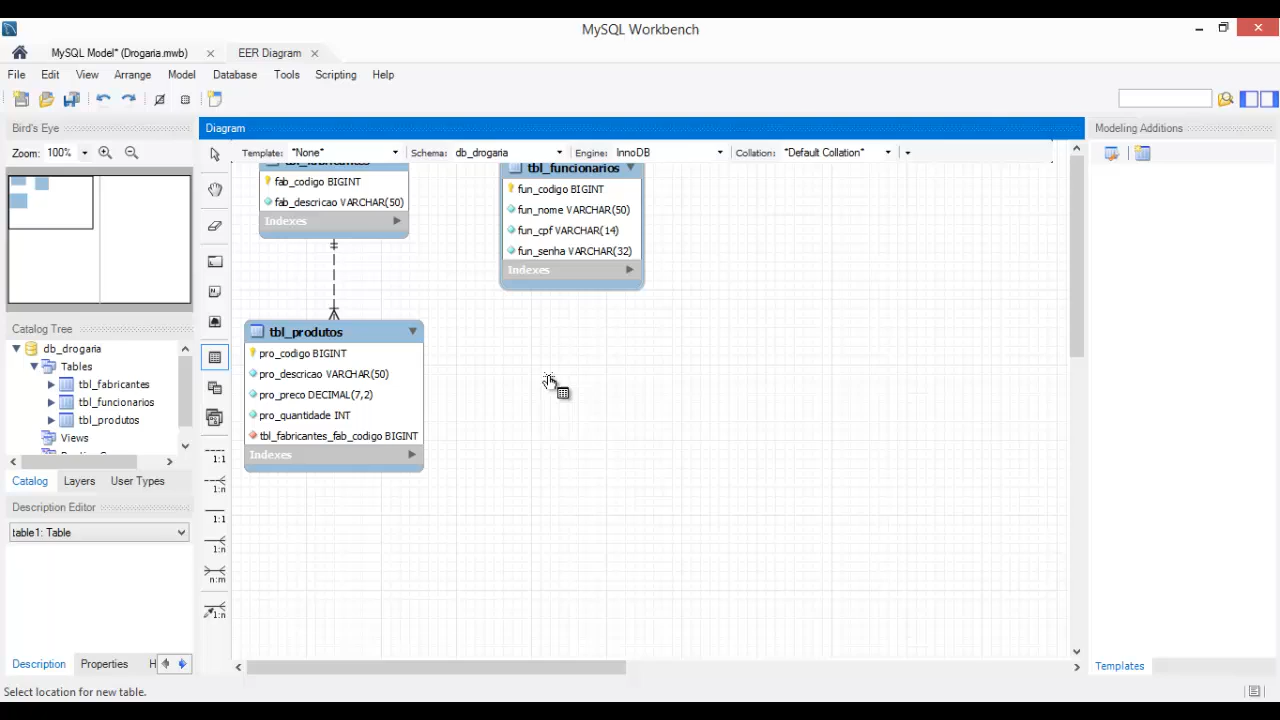 MySQL Workbench
MySQL Model* (Drogaria.mwb)
EER Diagram
File Edit View Arrange Model Database Tools Scripting Help
Bird's Eye
Diagram
Modeling Additions
Zoom: 100%
Template: *None*
Schema: db_drogaria
Engine: InnoDB
Collation: *Default Collation*
tbl_fabricantes
fab_codigo BIGINT
fab_descricao VARCHAR(50)
Indexes
tbl_funcionarios
fun_codigo BIGINT
fun_nome VARCHAR(50)
fun_cpf VARCHAR(14)
fun_senha VARCHAR(32)
Indexes
tbl_produtos
pro_codigo BIGINT
pro_descricao VARCHAR(50)
pro_preco DECIMAL(7,2)
pro_quantidade INT
tbl_fabricantes_fab_codigo BIGINT
Indexes
Catalog Tree
db_drogaria
Tables
tbl_fabricantes
tbl_funcionarios
tbl_produtos
Views
Catalog Layers User Types
Description Editor
table1: Table
1:1
1:n
1:1
1:n
n:m
1:n
Description Properties H
Templates
Select location for new table.